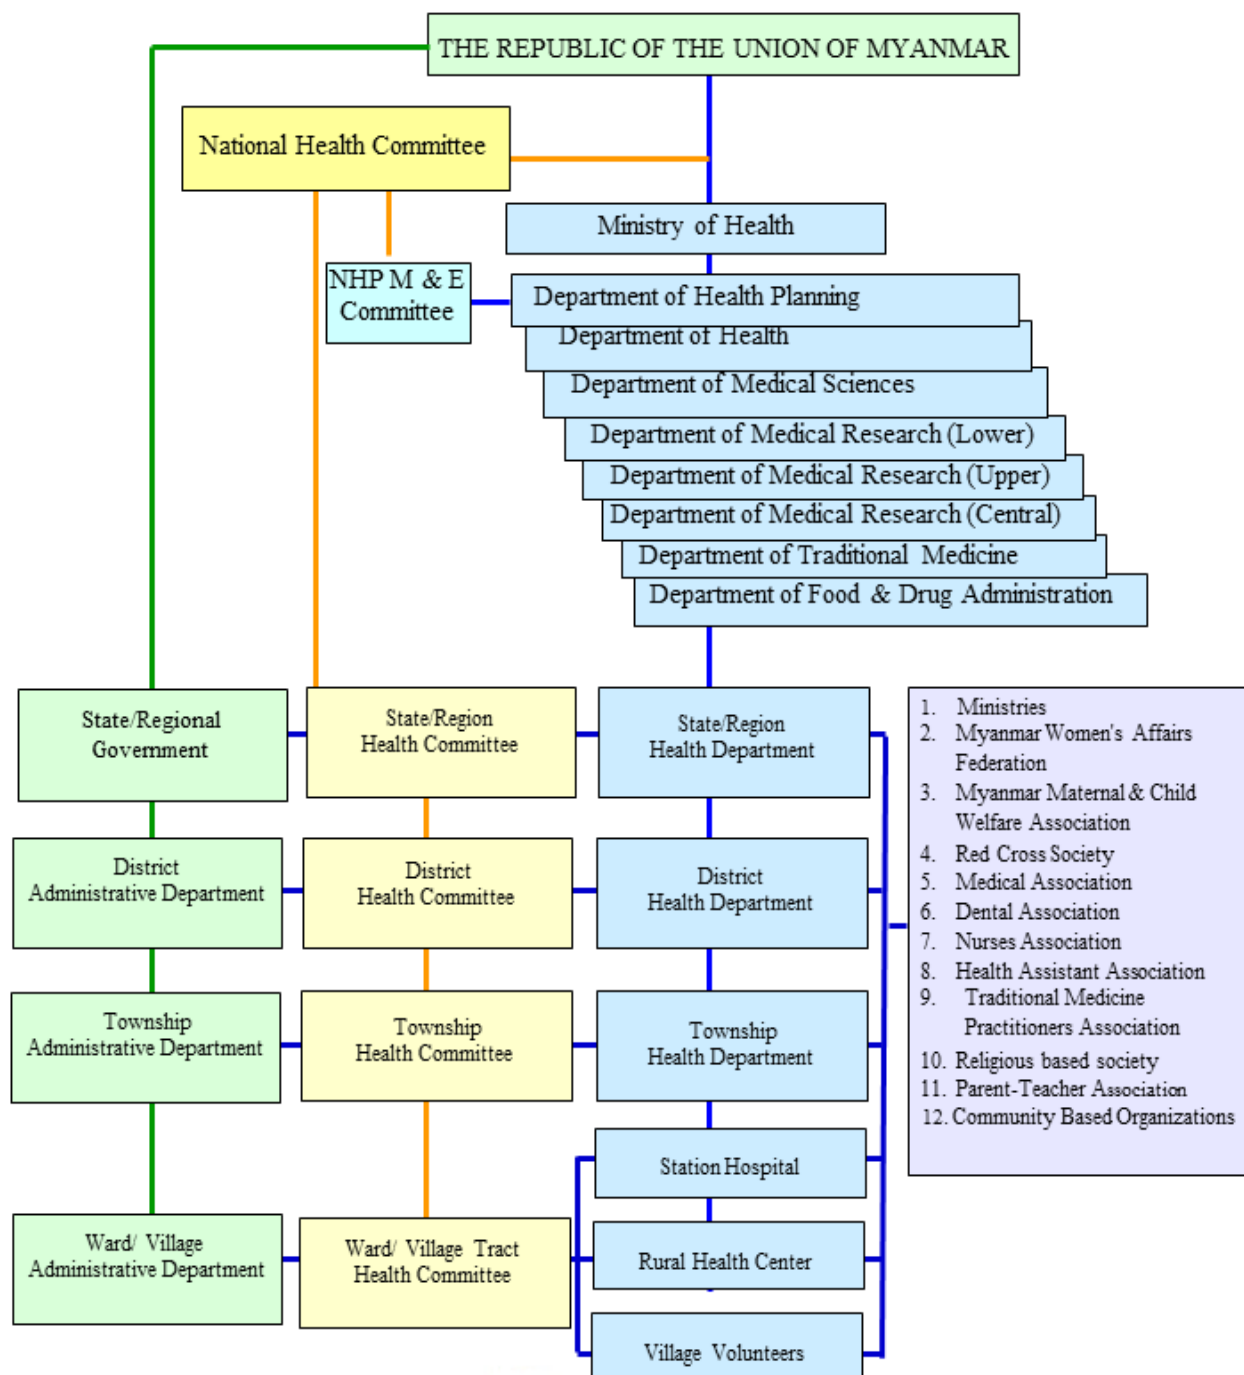 THE REPUBLIC OF THE UNION OF MYANMAR
National Health Committee
Ministry of Health
NHP M & E
Committee
Department of Health Planning
Department of Health
Department of Medical Sciences
Department of Medical Research (Lower)
Department of Medical Research (Upper)
Department of Medical Research (Central)
Department of Traditional Medicine
Department of Food & Drug Administration
State/Regional
Government
State/Region
Health Committee
State/Region
Health Department
1. Ministries
2. Myanmar Women's Affairs
Federation
3. Myanmar Maternal & Child
Welfare Association
4. Red Cross Society
5. Medical Association
6. Dental Association
7. Nurses Association
8. Health Assistant Association
9. Traditional Medicine
Practitioners Association
10. Religious based society
11. Parent-Teacher Association
12. Community Based Organizations
District
Administrative Department
District
Health Committee
District
Health Department
Township
Administrative Department
Township
Health Committee
Township
Health Department
Station Hospital
Ward/ Village
Administrative Department
Ward/ Village Tract
Health Committee
Rural Health Center
Village Volunteers